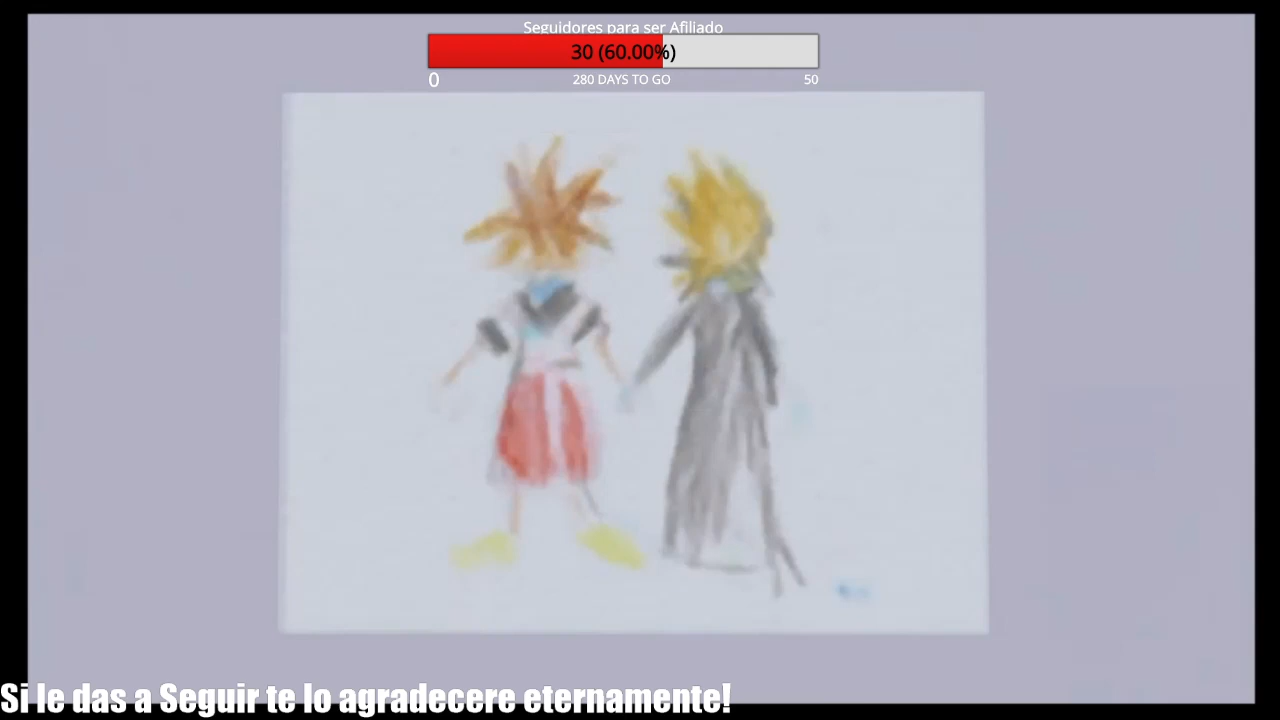 Seguidores para ser Afiliado
30 (60.00%)
0 280 DAYS TO GO 50
Si le das a Seguir te lo agradecere eternamente!